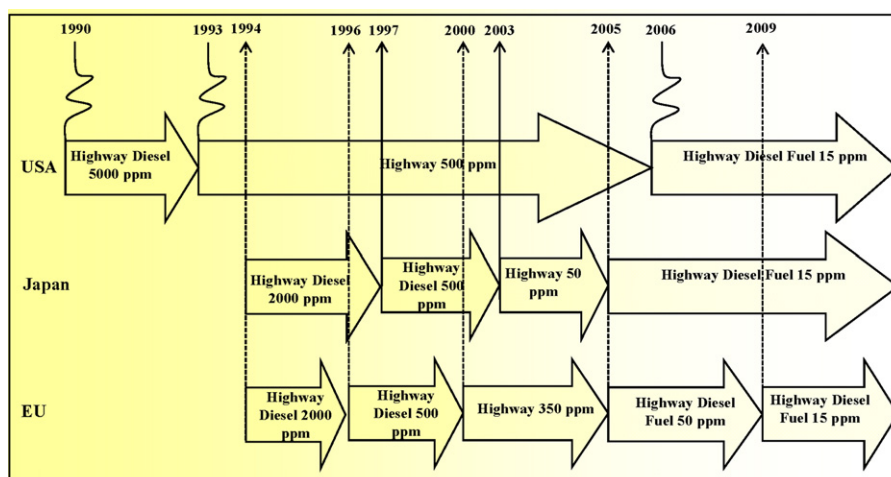 1990 1993 1994 1996 1997 2000 2003 2005 2006 2009
USA
Highway Diesel
5000 ppm
Highway 500 ppm
Highway Diesel Fuel 15 ppm
Japan
Highway Diesel
2000 ppm
Highway
Diesel 500
ppm
Highway 50
ppm
Highway Diesel Fuel 15 ppm
EU
Highway
Diesel 2000
ppm
Highway
Diesel 500
ppm
Highway 350 ppm
Highway Diesel
Fuel 50 ppm
Highway Diesel
Fuel 15 ppm